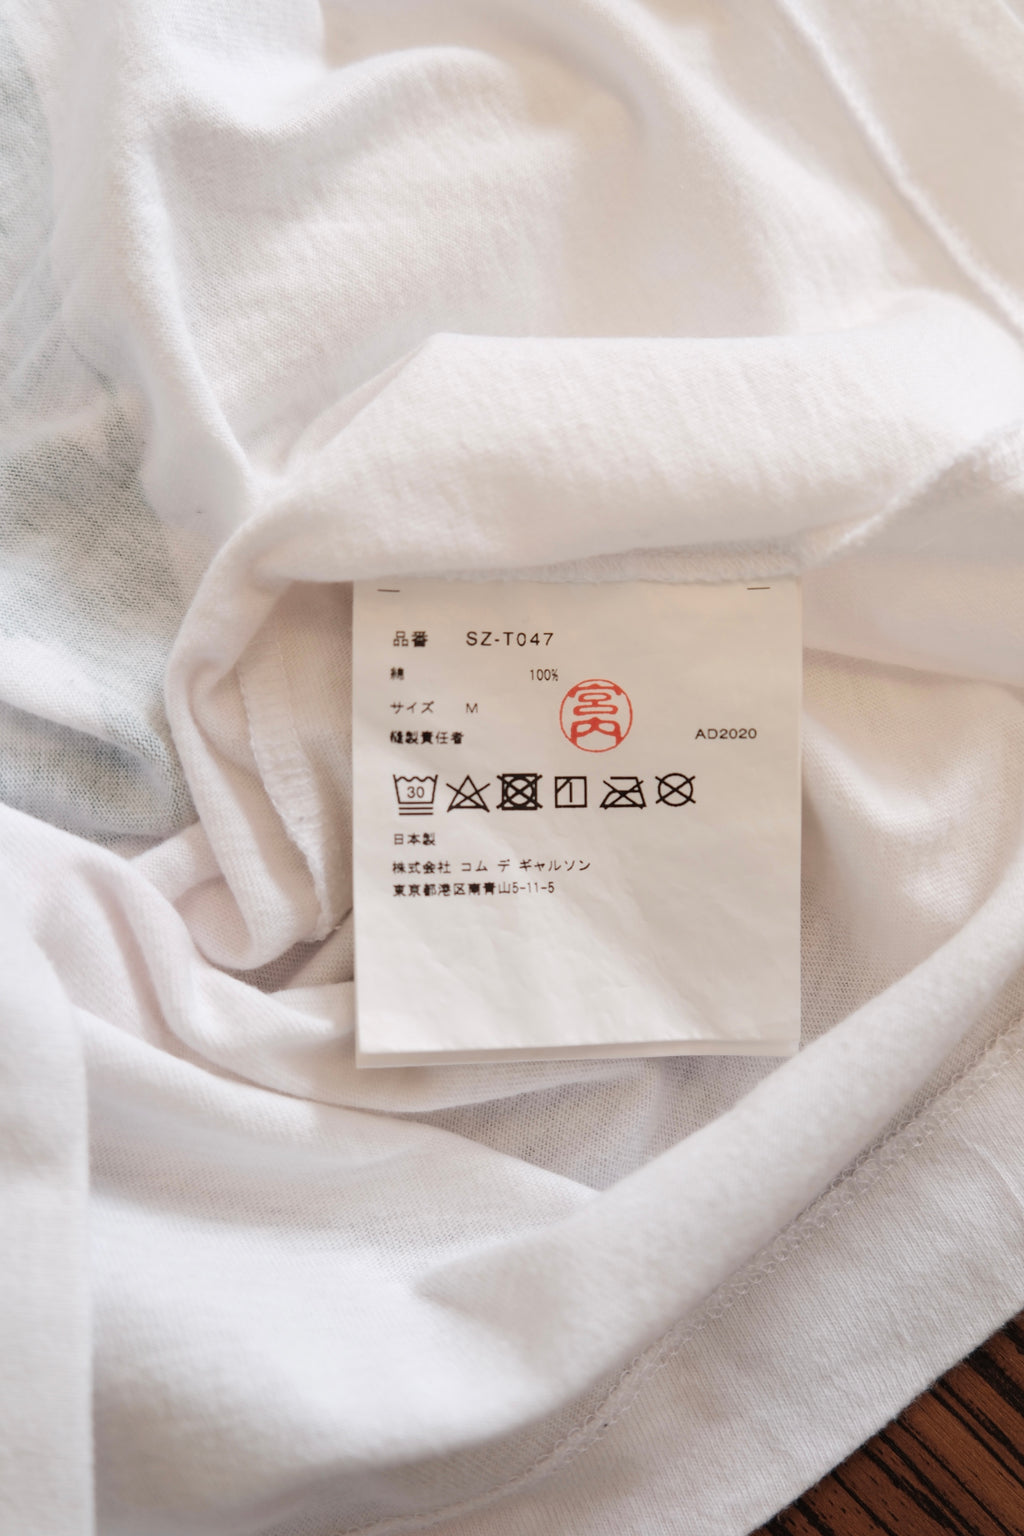 品番 SZ-T047
綿 100%
サイズ M
宮内
縫製責任者 AD2020
30
日本製
株式会社 コム デ ギャルソン
東京都港区南青山5-11-5